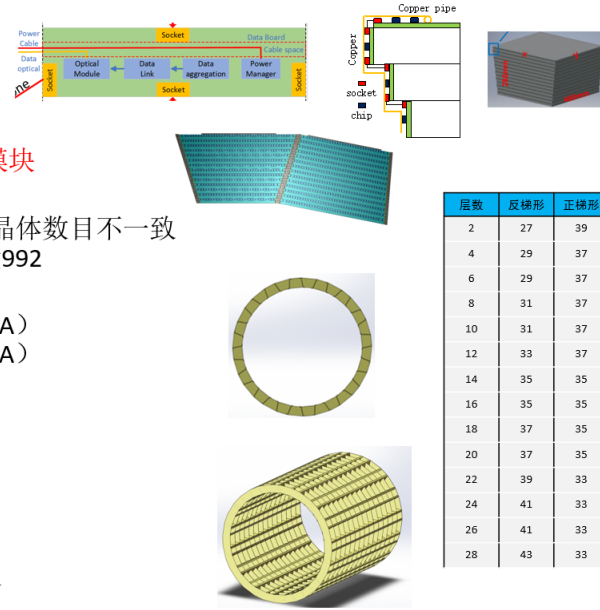 Power
Cable
Data
optical
Socket
Data Board
Cable space
Optical
Module
Data
Link
Data
aggregation
Power
Manager
Socket
Socket
Socket
ne
Copper pipe
Copper
socket
chip
模块
晶体数目不一致
992
A）
A）
层数 反梯形 正梯形
2 27 39
4 29 37
6 29 37
8 31 37
10 31 37
12 33 37
14 35 35
16 35 35
18 37 35
20 37 35
22 39 33
24 41 33
26 41 33
28 43 33